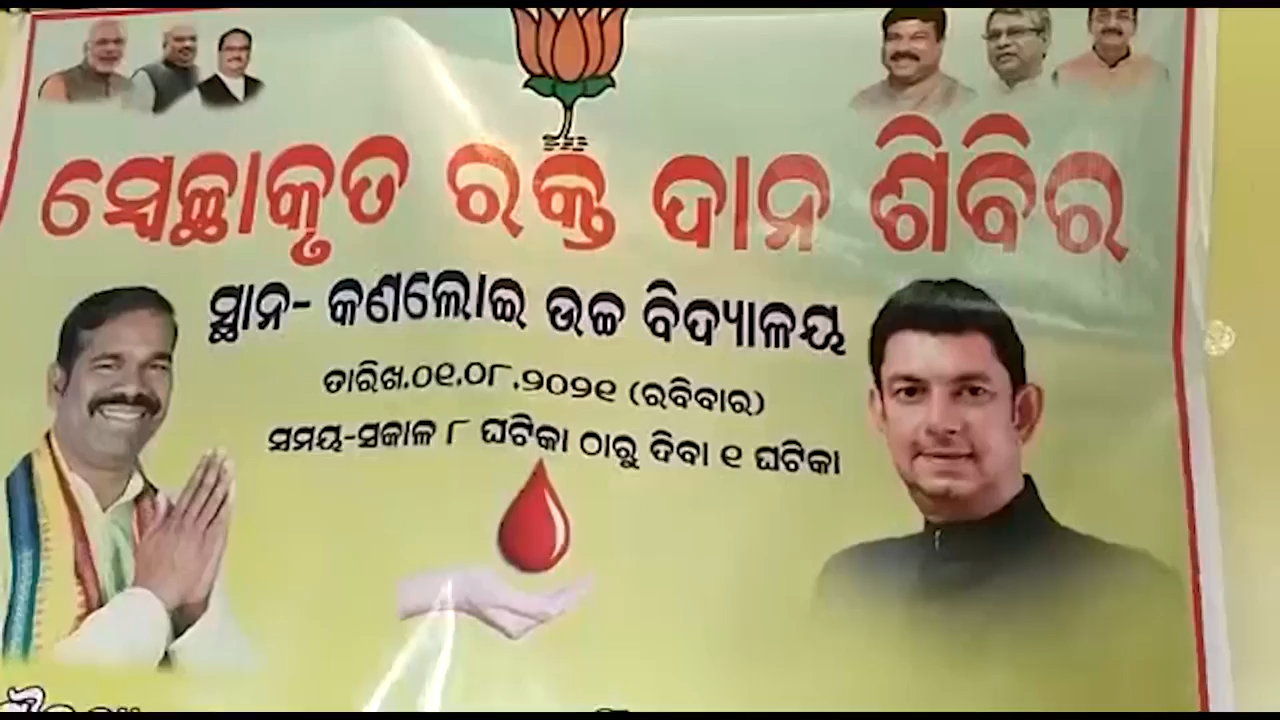 ସ୍ୱେଚ୍ଛାକୃତ ରକ୍ତ ଦାନ ଶିବିର
ସ୍ଥାନ- କଣଲୋଇ ଉଚ୍ଚ ବିଦ୍ୟାଳୟ
ତାରିଖ.୦୧.୦୮.୨୦୨୧ (ରବିବାର)
ସମୟ-ସକାଳ ୮ ଘଟିକା ଠାରୁ ଦିବା ୧ ଘଟିକା